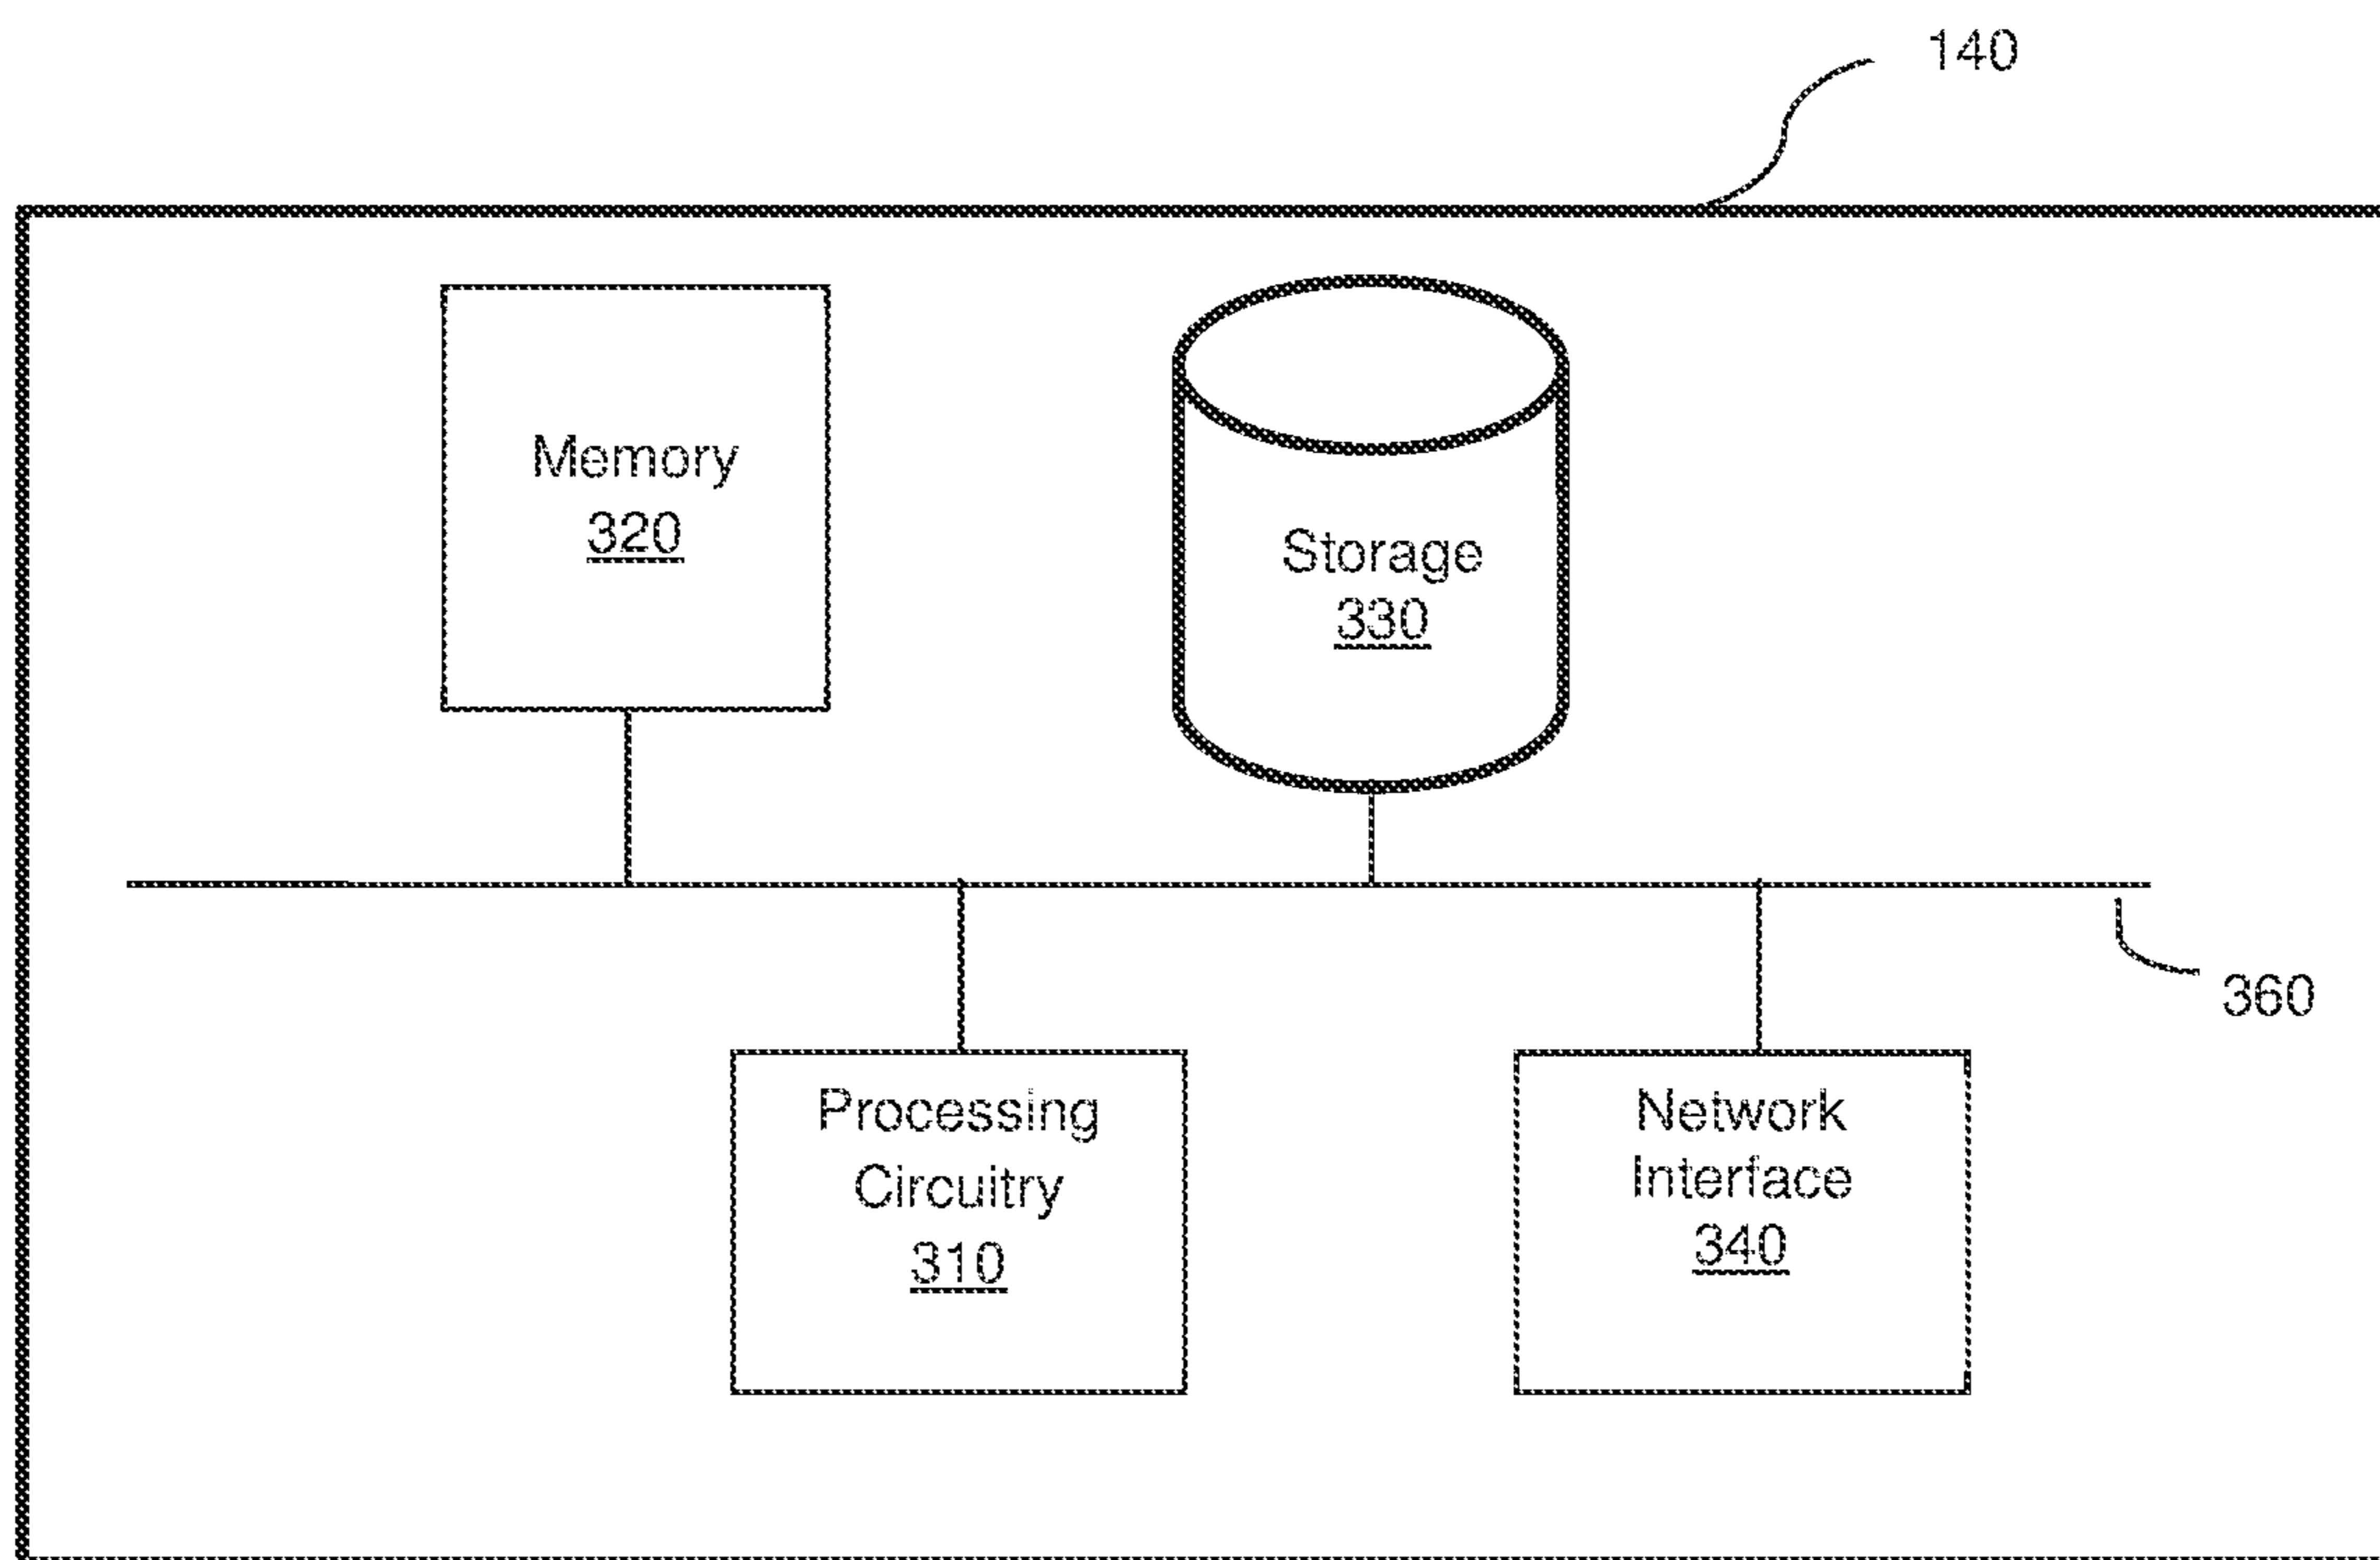 140
Memory
320
Storage
330
360
Processing
Circuitry
310
Network
Interface
340